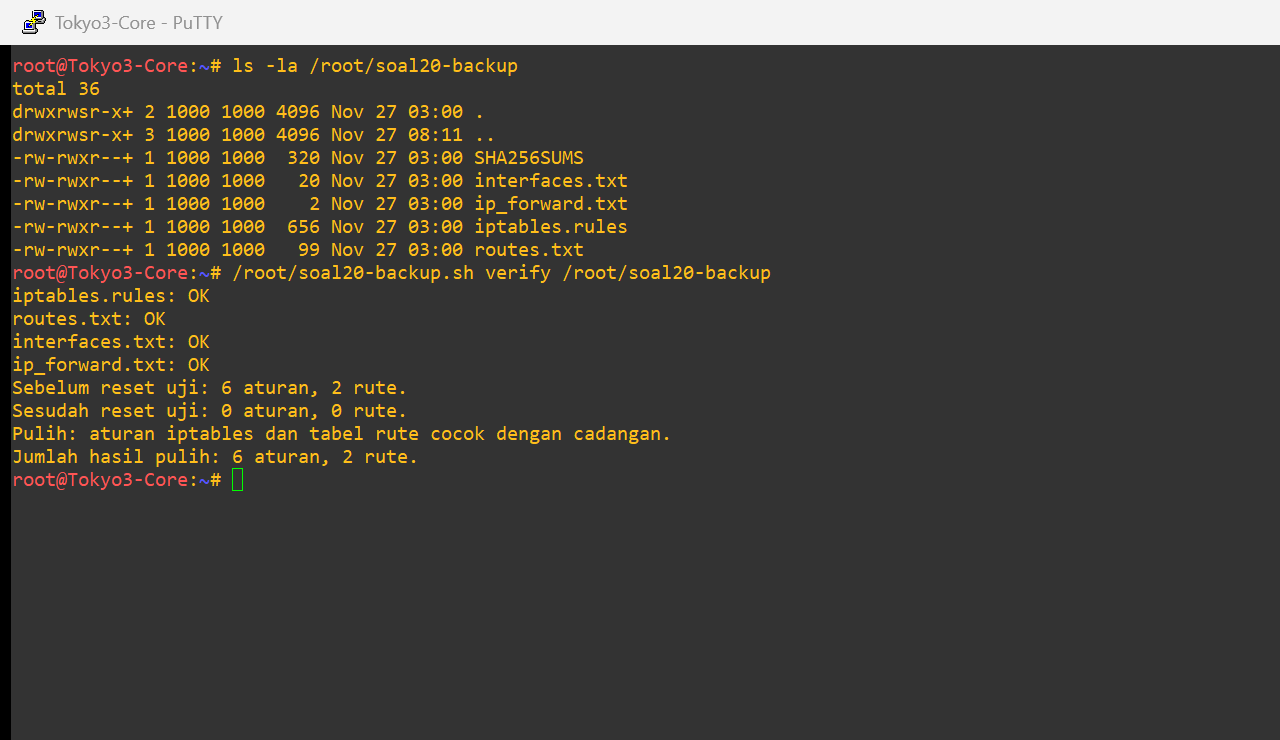 Tokyo3-Core - PuTTY
root@Tokyo3-Core:~# ls -la /root/soal20-backup
total 36
drwxrwsr-x+ 2 1000 1000 4096 Nov 27 03:00 .
drwxrwsr-x+ 3 1000 1000 4096 Nov 27 08:11 ..
-rw-rwxr--+ 1 1000 1000  320 Nov 27 03:00 SHA256SUMS
-rw-rwxr--+ 1 1000 1000   20 Nov 27 03:00 interfaces.txt
-rw-rwxr--+ 1 1000 1000    2 Nov 27 03:00 ip_forward.txt
-rw-rwxr--+ 1 1000 1000  656 Nov 27 03:00 iptables.rules
-rw-rwxr--+ 1 1000 1000   99 Nov 27 03:00 routes.txt
root@Tokyo3-Core:~# /root/soal20-backup.sh verify /root/soal20-backup
iptables.rules: OK
routes.txt: OK
interfaces.txt: OK
ip_forward.txt: OK
Sebelum reset uji: 6 aturan, 2 rute.
Sesudah reset uji: 0 aturan, 0 rute.
Pulih: aturan iptables dan tabel rute cocok dengan cadangan.
Jumlah hasil pulih: 6 aturan, 2 rute.
root@Tokyo3-Core:~#